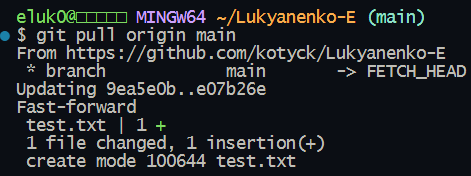 eluk0@□□□□□□ MINGW64 ~/Lukyanenko-E (main)
$ git pull origin main
From https://github.com/kotyck/Lukyanenko-E
 * branch            main       -> FETCH_HEAD
Updating 9ea5e0b..e07b26e
Fast-forward
 test.txt | 1 +
 1 file changed, 1 insertion(+)
 create mode 100644 test.txt